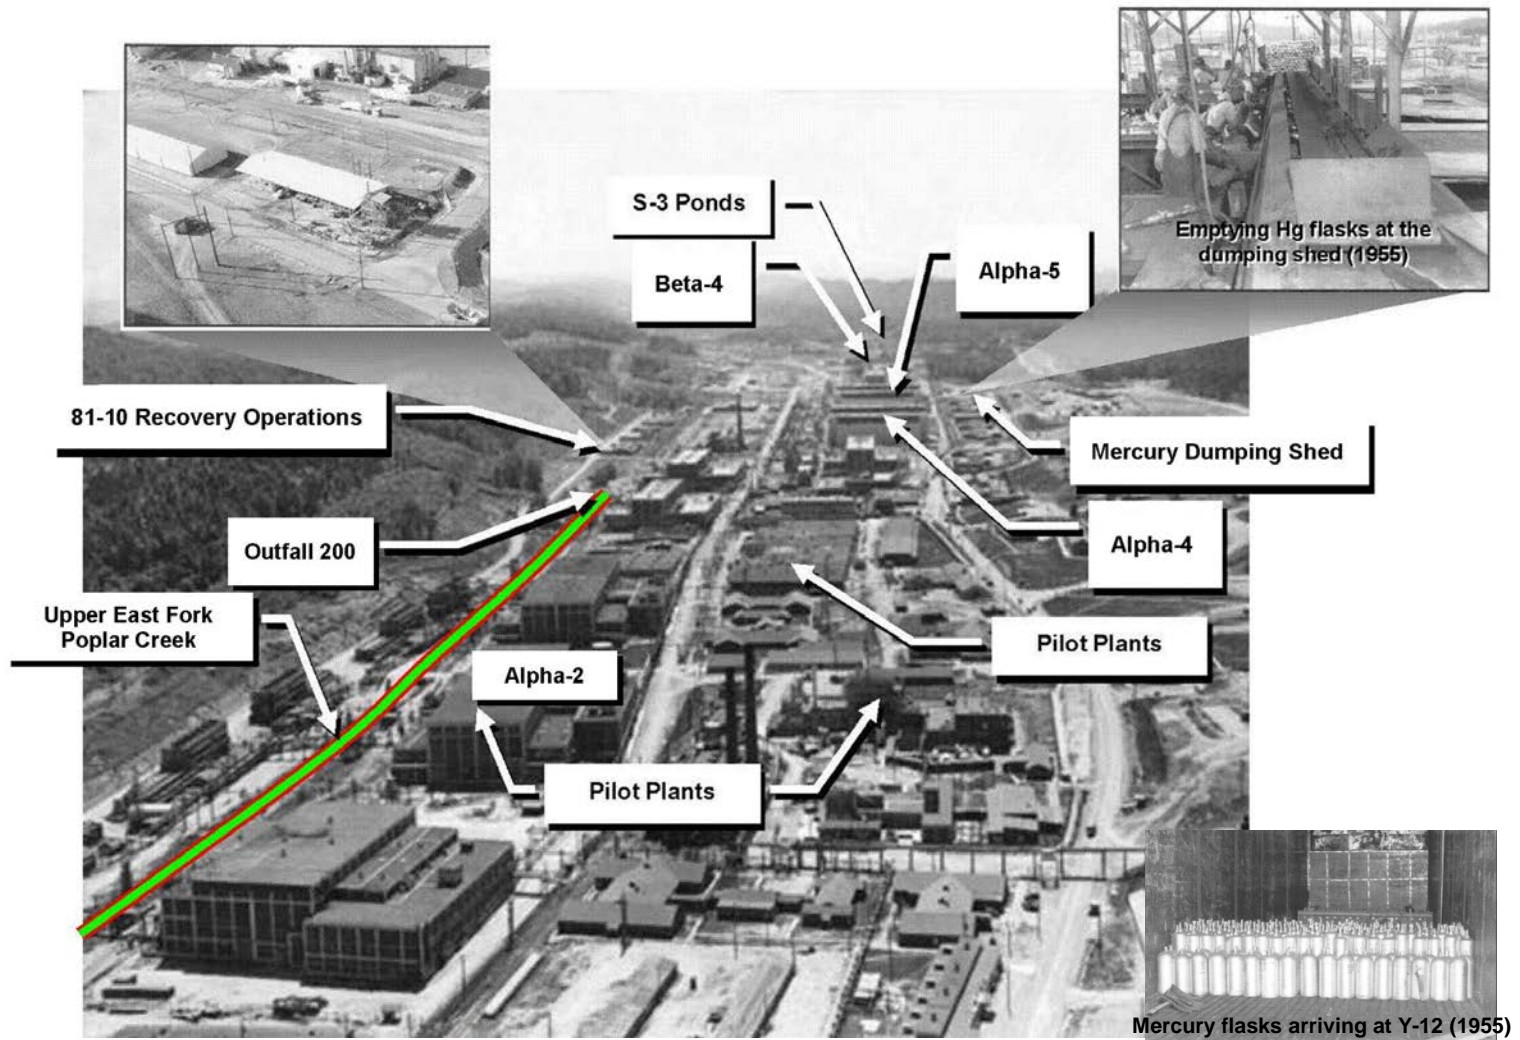 Emptying Hg flasks at the
dumping shed (1955)
S-3 Ponds
Beta-4
Alpha-5
81-10 Recovery Operations
Mercury Dumping Shed
Outfall 200
Alpha-4
Upper East Fork
Poplar Creek
Pilot Plants
Alpha-2
Pilot Plants
Mercury flasks arriving at Y-12 (1955)